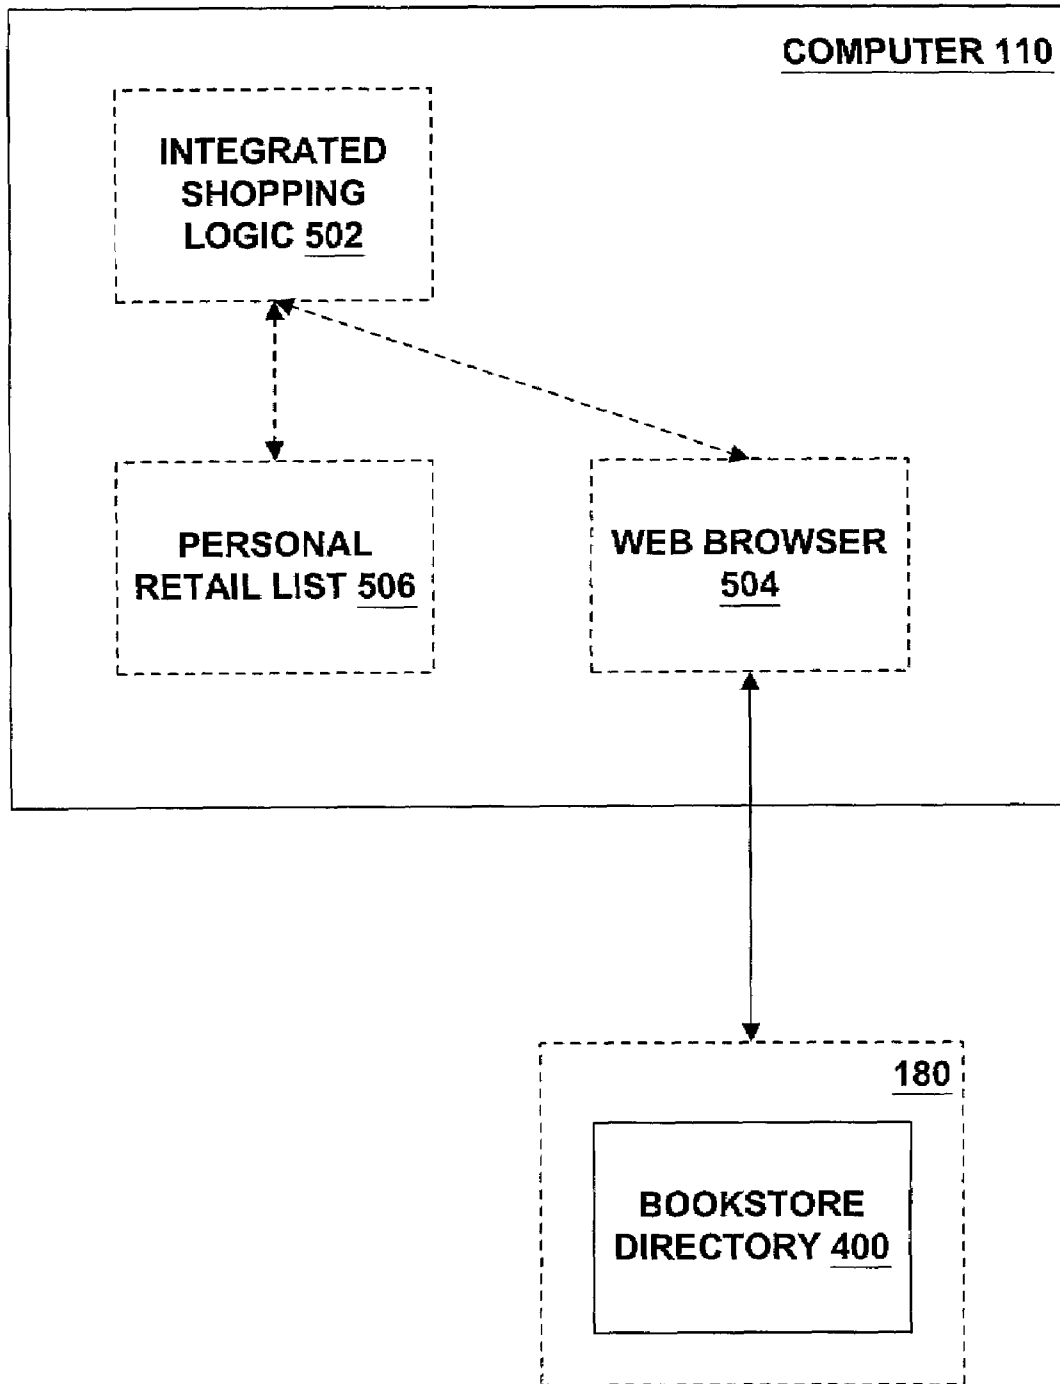 COMPUTER 110
INTEGRATED
SHOPPING
LOGIC 502
PERSONAL
RETAIL LIST 506
WEB BROWSER
504
180
BOOKSTORE
DIRECTORY 400